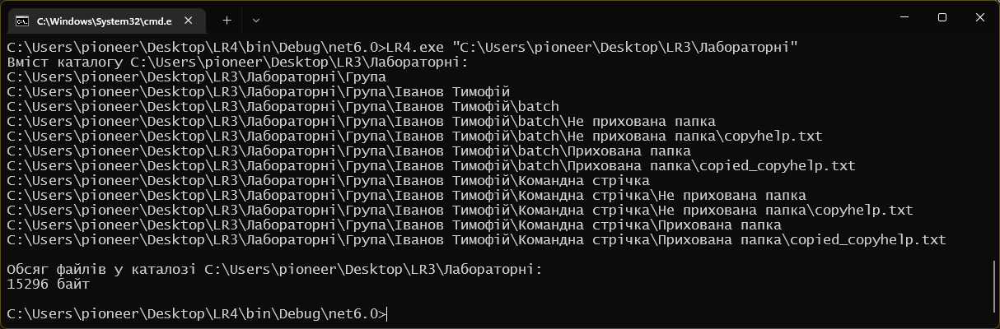 C:\Windows\System32\cmd.e
C:\Users\pioneer\Desktop\LR4\bin\Debug\net6.0>LR4.exe "C:\Users\pioneer\Desktop\LR3\Лабораторні"
Вміст каталогу C:\Users\pioneer\Desktop\LR3\Лабораторні:
C:\Users\pioneer\Desktop\LR3\Лабораторні\Група
C:\Users\pioneer\Desktop\LR3\Лабораторні\Група\Іванов Тимофій
C:\Users\pioneer\Desktop\LR3\Лабораторні\Група\Іванов Тимофій\batch
C:\Users\pioneer\Desktop\LR3\Лабораторні\Група\Іванов Тимофій\batch\Не прихована папка
C:\Users\pioneer\Desktop\LR3\Лабораторні\Група\Іванов Тимофій\batch\Не прихована папка\copyhelp.txt
C:\Users\pioneer\Desktop\LR3\Лабораторні\Група\Іванов Тимофій\batch\Прихована папка
C:\Users\pioneer\Desktop\LR3\Лабораторні\Група\Іванов Тимофій\batch\Прихована папка\copied_copyhelp.txt
C:\Users\pioneer\Desktop\LR3\Лабораторні\Група\Іванов Тимофій\Командна стрічка
C:\Users\pioneer\Desktop\LR3\Лабораторні\Група\Іванов Тимофій\Командна стрічка\Не прихована папка
C:\Users\pioneer\Desktop\LR3\Лабораторні\Група\Іванов Тимофій\Командна стрічка\Не прихована папка\copyhelp.txt
C:\Users\pioneer\Desktop\LR3\Лабораторні\Група\Іванов Тимофій\Командна стрічка\Прихована папка
C:\Users\pioneer\Desktop\LR3\Лабораторні\Група\Іванов Тимофій\Командна стрічка\Прихована папка\copied_copyhelp.txt
Обсяг файлів у каталозі C:\Users\pioneer\Desktop\LR3\Лабораторні:
15296 байт
C:\Users\pioneer\Desktop\LR4\bin\Debug\net6.0>